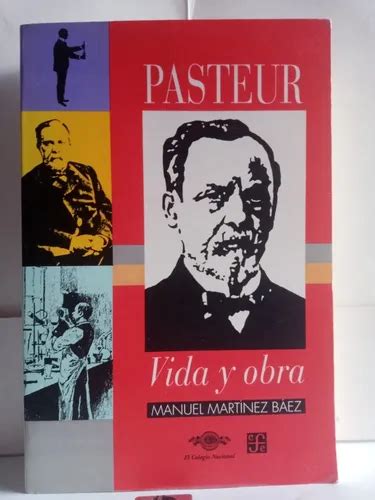 PASTEUR
Vida y obra
MANUEL MARTÍNEZ BÁEZ
El Colegio Nacional